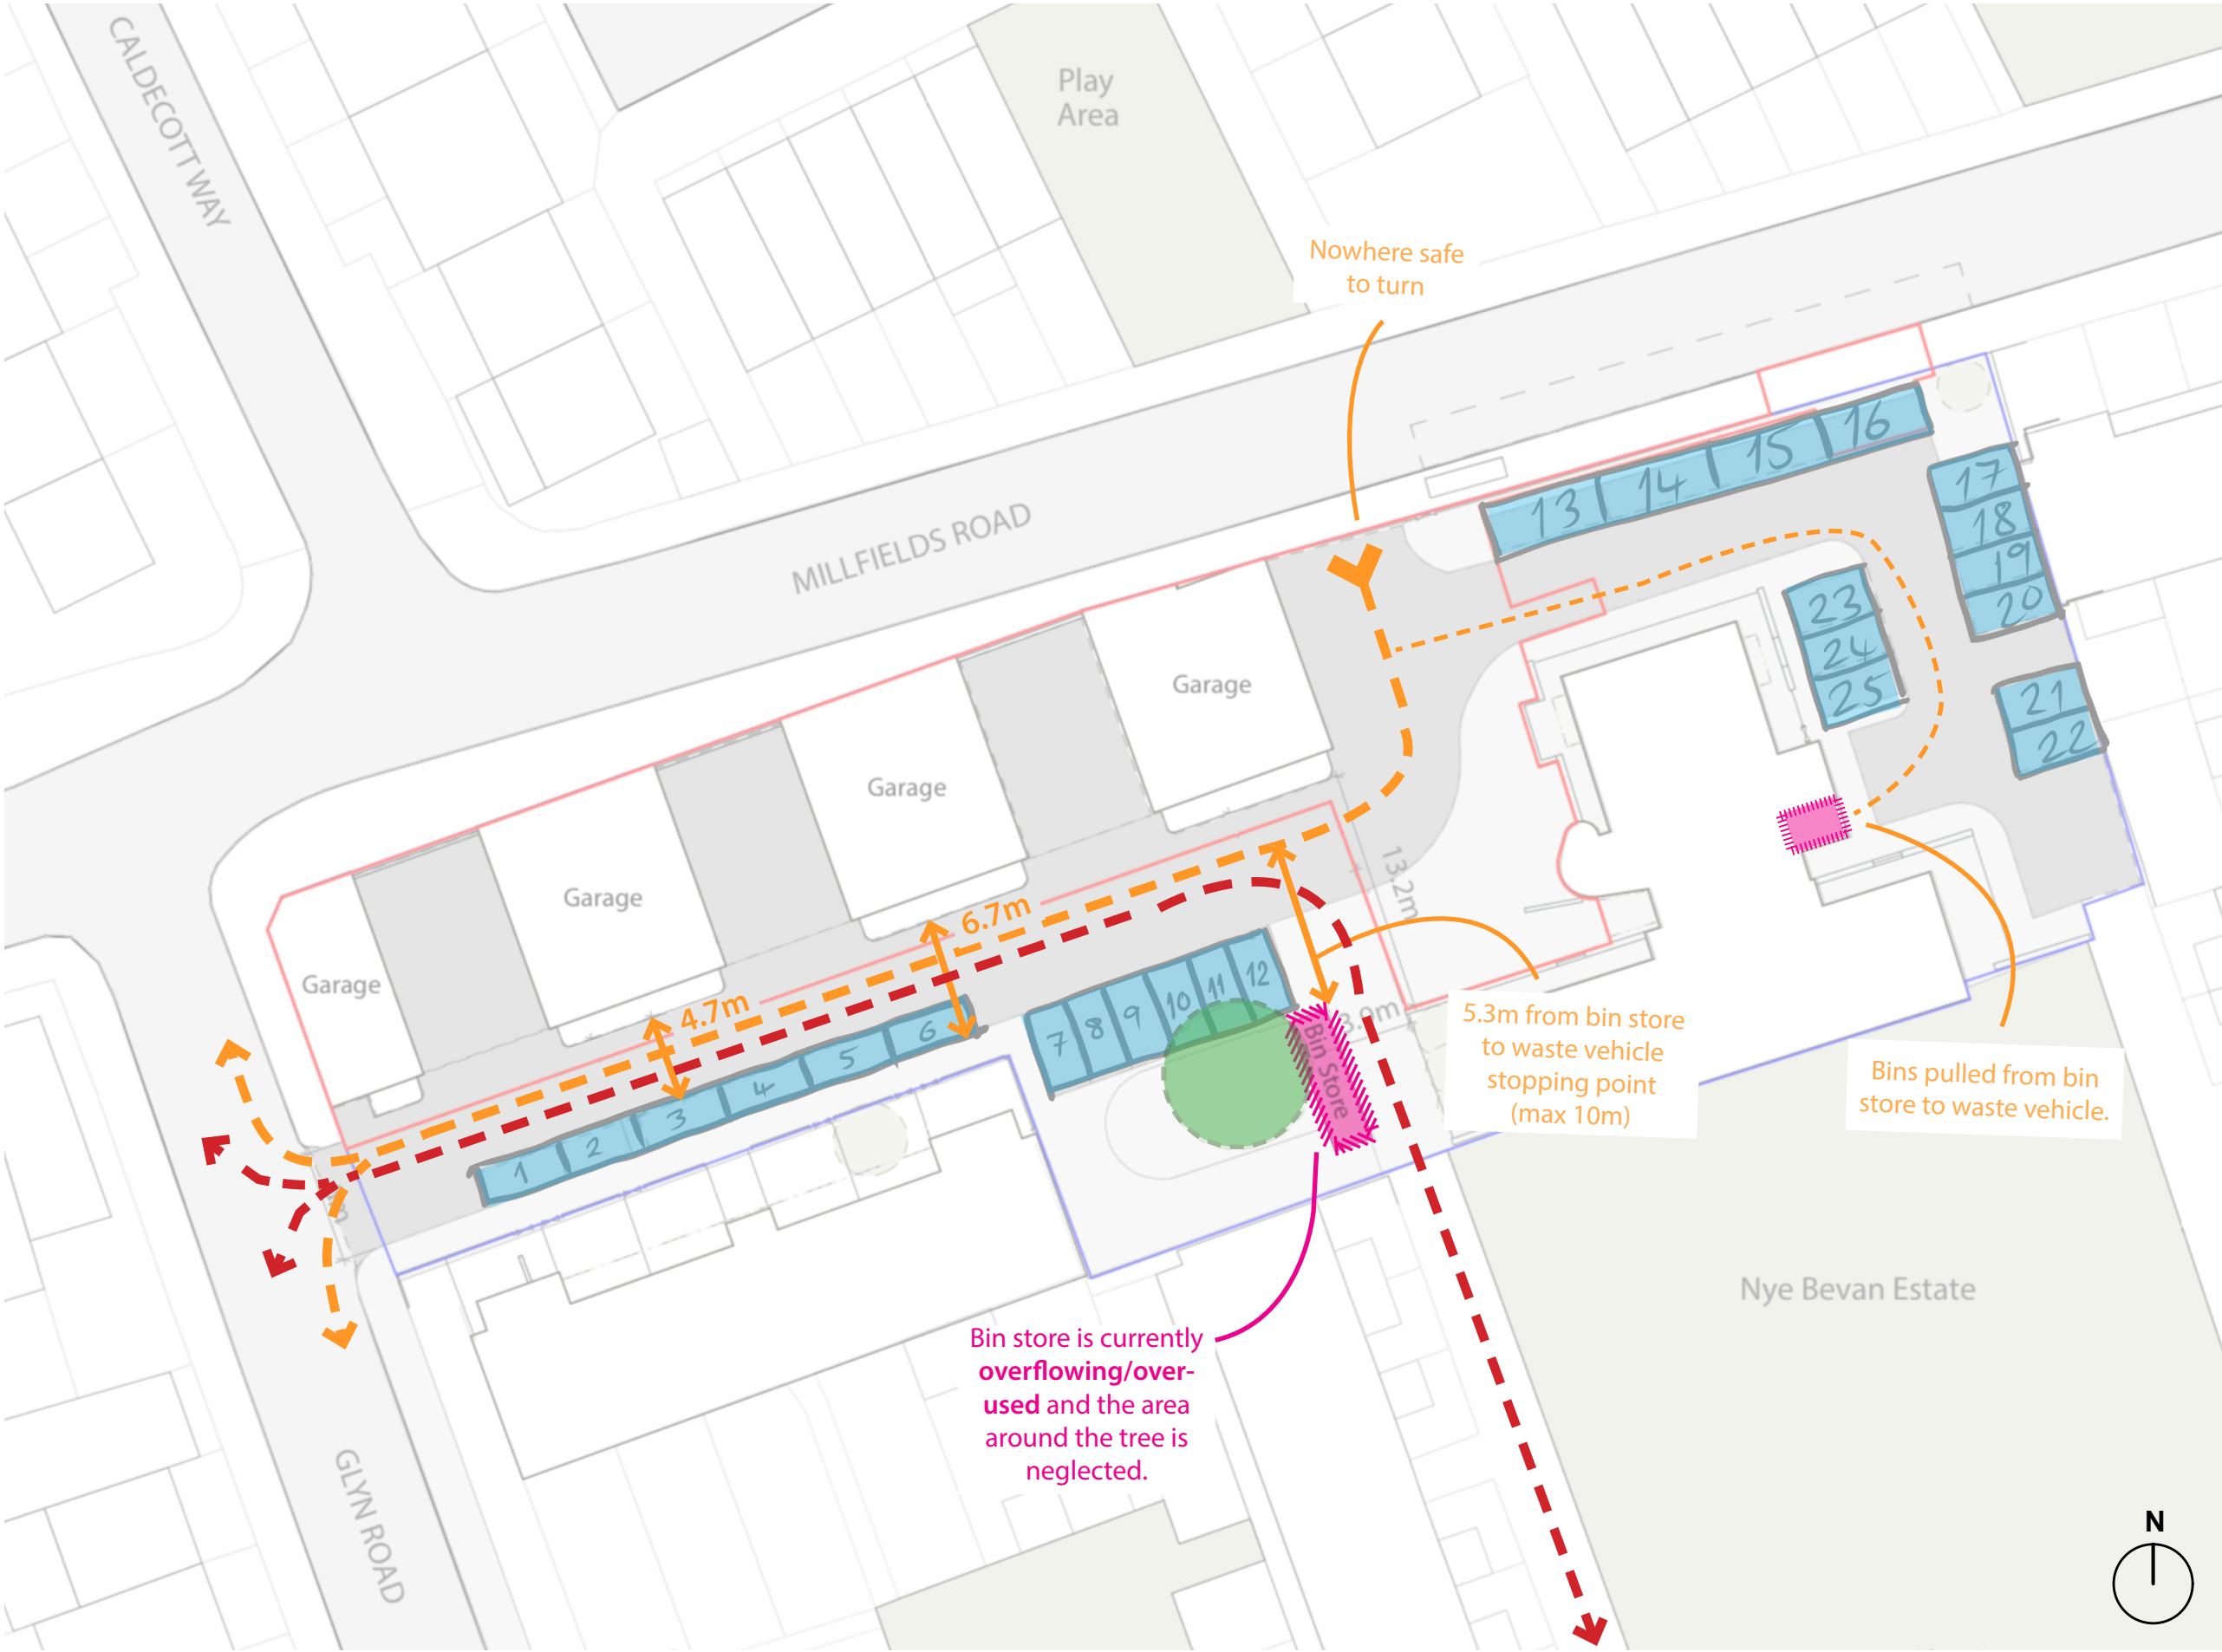 CALDECOTT WAY
Play
Area
Nowhere safe
to turn
MILLFIELDS ROAD
13
14
15
16
17
18
19
20
21
22
23
24
25
Garage
Garage
Garage
Garage
13.2m
6.7m
4.7m
1
2
3
4
5
6
7
8
9
10
11
12
Bin Store
3.0m
5.3m from bin store
to waste vehicle
stopping point
(max 10m)
Bins pulled from bin
store to waste vehicle.
Nye Bevan Estate
Bin store is currently
overflowing/over-
used and the area
around the tree is
neglected.
GLYN ROAD
N